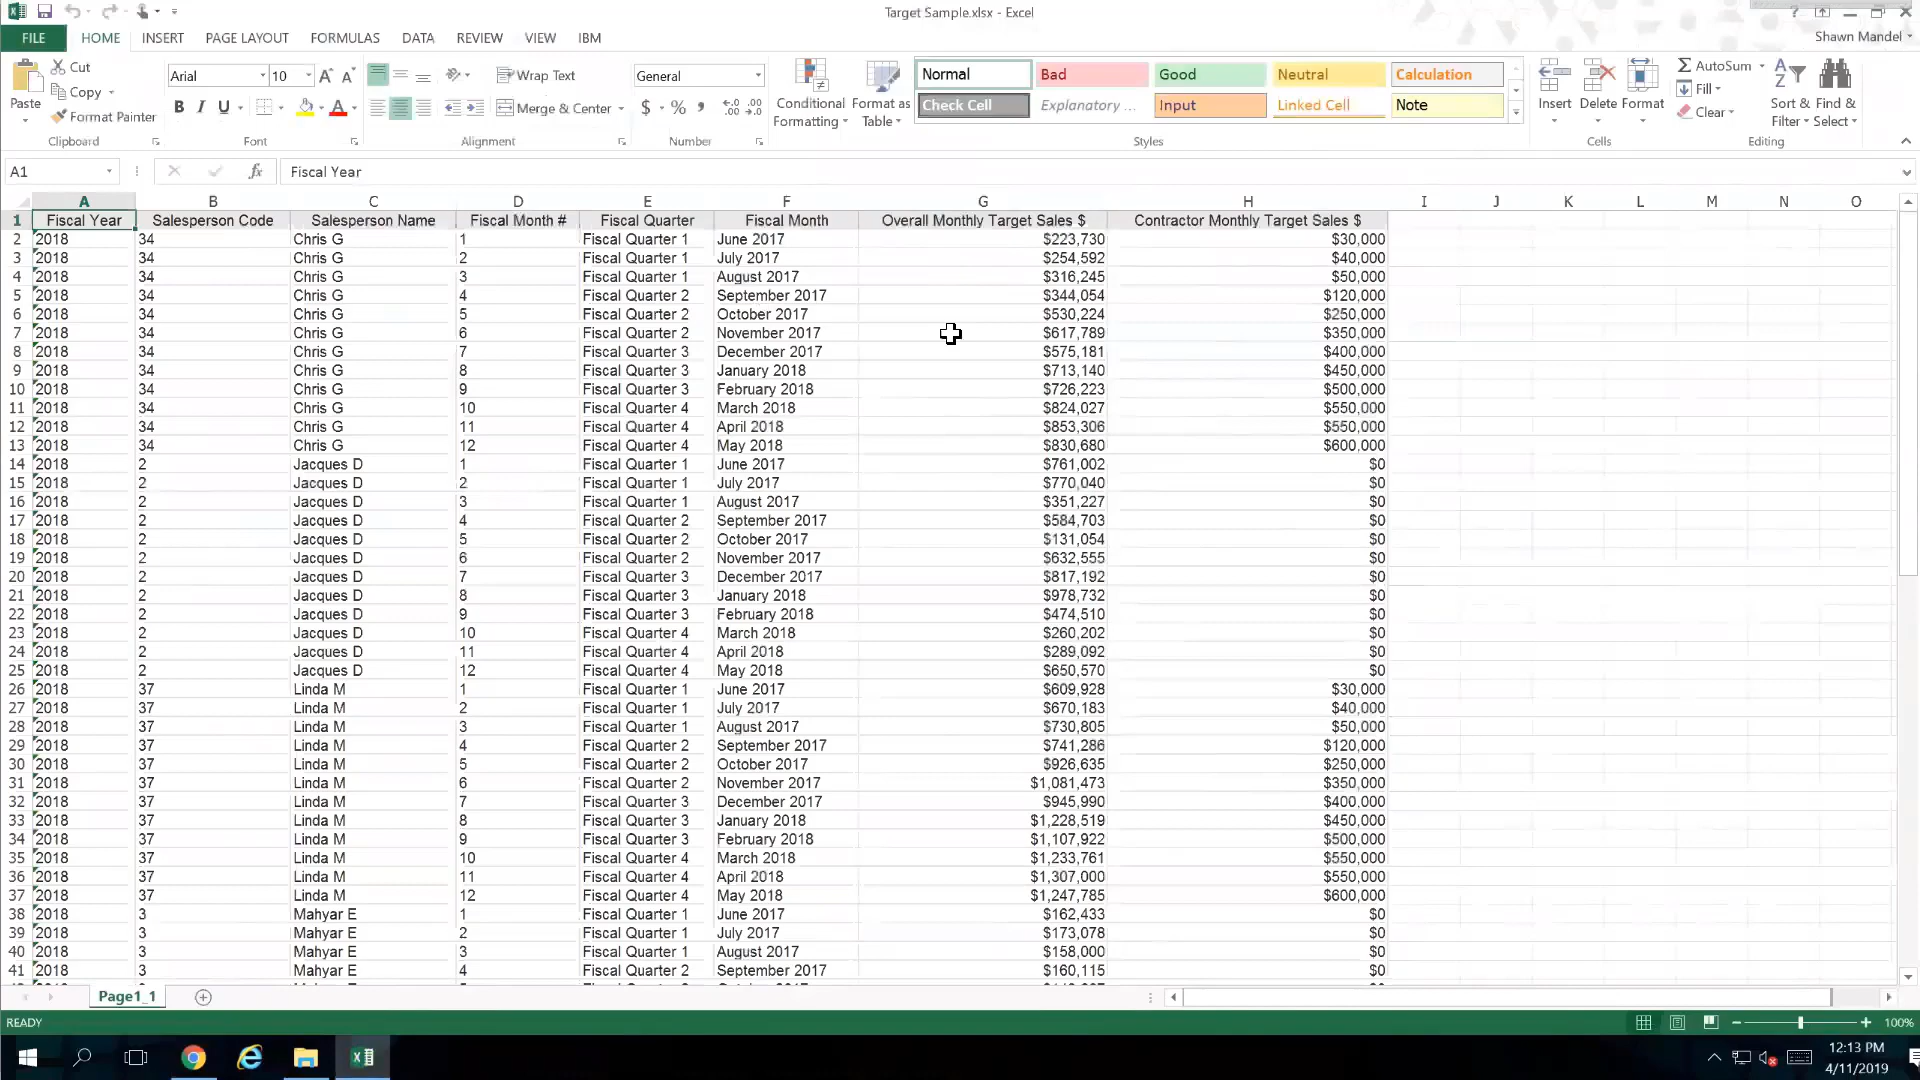 Target Sample.xlsx - Excel
FILE HOME INSERT PAGE LAYOUT FORMULAS DATA REVIEW VIEW IBM Shawn Mandel
Paste Cut Copy Format Painter Clipboard
Arial 10 B I U Font
Wrap Text Merge & Center Alignment
General $ % Number
Conditional Formatting Format as Table
Normal Bad Good Neutral Calculation
Check Cell Explanatory ... Input Linked Cell Note
Styles
Insert Delete Format Cells
AutoSum Fill Clear Sort & Filter Find & Select Editing
A1 fx Fiscal Year
A B C D E F G H I J K L M N O
1 Fiscal Year Salesperson Code Salesperson Name Fiscal Month # Fiscal Quarter Fiscal Month Overall Monthly Target Sales $ Contractor Monthly Target Sales $
2 2018 34 Chris G 1 Fiscal Quarter 1 June 2017 $223,730 $30,000
3 2018 34 Chris G 2 Fiscal Quarter 1 July 2017 $254,592 $40,000
4 2018 34 Chris G 3 Fiscal Quarter 1 August 2017 $316,245 $50,000
5 2018 34 Chris G 4 Fiscal Quarter 2 September 2017 $344,054 $120,000
6 2018 34 Chris G 5 Fiscal Quarter 2 October 2017 $530,224 $250,000
7 2018 34 Chris G 6 Fiscal Quarter 2 November 2017 $617,789 $350,000
8 2018 34 Chris G 7 Fiscal Quarter 3 December 2017 $575,181 $400,000
9 2018 34 Chris G 8 Fiscal Quarter 3 January 2018 $713,140 $450,000
10 2018 34 Chris G 9 Fiscal Quarter 3 February 2018 $726,223 $500,000
11 2018 34 Chris G 10 Fiscal Quarter 4 March 2018 $824,027 $550,000
12 2018 34 Chris G 11 Fiscal Quarter 4 April 2018 $853,306 $550,000
13 2018 34 Chris G 12 Fiscal Quarter 4 May 2018 $830,680 $600,000
14 2018 2 Jacques D 1 Fiscal Quarter 1 June 2017 $761,002 $0
15 2018 2 Jacques D 2 Fiscal Quarter 1 July 2017 $770,040 $0
16 2018 2 Jacques D 3 Fiscal Quarter 1 August 2017 $351,227 $0
17 2018 2 Jacques D 4 Fiscal Quarter 2 September 2017 $584,703 $0
18 2018 2 Jacques D 5 Fiscal Quarter 2 October 2017 $131,054 $0
19 2018 2 Jacques D 6 Fiscal Quarter 2 November 2017 $632,555 $0
20 2018 2 Jacques D 7 Fiscal Quarter 3 December 2017 $817,192 $0
21 2018 2 Jacques D 8 Fiscal Quarter 3 January 2018 $978,732 $0
22 2018 2 Jacques D 9 Fiscal Quarter 3 February 2018 $474,510 $0
23 2018 2 Jacques D 10 Fiscal Quarter 4 March 2018 $260,202 $0
24 2018 2 Jacques D 11 Fiscal Quarter 4 April 2018 $289,092 $0
25 2018 2 Jacques D 12 Fiscal Quarter 4 May 2018 $650,570 $0
26 2018 37 Linda M 1 Fiscal Quarter 1 June 2017 $609,928 $30,000
27 2018 37 Linda M 2 Fiscal Quarter 1 July 2017 $670,183 $40,000
28 2018 37 Linda M 3 Fiscal Quarter 1 August 2017 $730,805 $50,000
29 2018 37 Linda M 4 Fiscal Quarter 2 September 2017 $741,286 $120,000
30 2018 37 Linda M 5 Fiscal Quarter 2 October 2017 $926,635 $250,000
31 2018 37 Linda M 6 Fiscal Quarter 2 November 2017 $1,081,473 $350,000
32 2018 37 Linda M 7 Fiscal Quarter 3 December 2017 $945,990 $400,000
33 2018 37 Linda M 8 Fiscal Quarter 3 January 2018 $1,228,519 $450,000
34 2018 37 Linda M 9 Fiscal Quarter 3 February 2018 $1,107,922 $500,000
35 2018 37 Linda M 10 Fiscal Quarter 4 March 2018 $1,233,761 $550,000
36 2018 37 Linda M 11 Fiscal Quarter 4 April 2018 $1,307,000 $550,000
37 2018 37 Linda M 12 Fiscal Quarter 4 May 2018 $1,247,785 $600,000
38 2018 3 Mahyar E 1 Fiscal Quarter 1 June 2017 $162,433 $0
39 2018 3 Mahyar E 2 Fiscal Quarter 1 July 2017 $173,078 $0
40 2018 3 Mahyar E 3 Fiscal Quarter 1 August 2017 $158,000 $0
41 2018 3 Mahyar E 4 Fiscal Quarter 2 September 2017 $160,115 $0
Page1_1
READY 100%
12:13 PM
4/11/2019